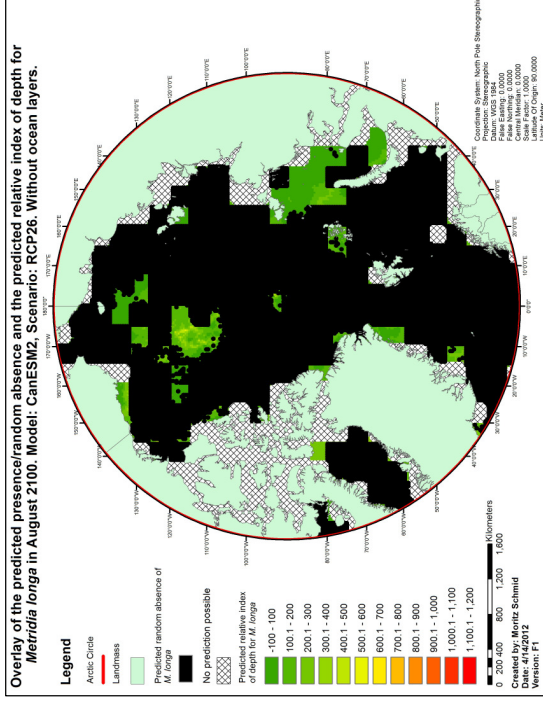 Overlay of the predicted presence/random absence and the predicted relative index of depth for
Metridia longa in August 2100. Model: CanESM2, Scenario: RCP26. Without ocean layers.
Legend
Arctic Circle
Landmass
Predicted random absence of
M. longa
No prediction possible
Predicted relative index
of depth for M. longa
-100 - 100
100.1 - 200
200.1 - 300
300.1 - 400
400.1 - 500
500.1 - 600
600.1 - 700
700.1 - 800
800.1 - 900
900.1 - 1,000
1,000.1 - 1,100
1,100.1 - 1,200
0 200 400 800 1,200 1,600
Kilometers
Created by: Moritz Schmid
Date: 4/14/2012
Version: F1
Coordinate System: North Pole Stereographic
Projection: Stereographic
Datum: WGS 1984
False Easting: 0.0000
False Northing: 0.0000
Central Meridian: 0.0000
Scale Factor: 1.0000
Latitude Of Origin: 90.0000
Units: Meter